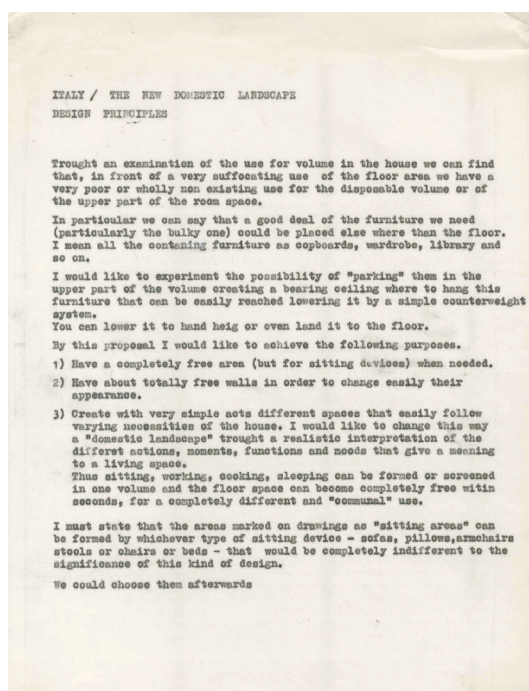 ITALY / THE NEW DOMESTIC LANDSCAPE
DESIGN PRINCIPLES
Trought an examination of the use for volume in the house we can find
that, in front of a very suffocating use of the floor area we have a
very poor or wholly non existing use for the disposable volume or of
the upper part of the room space.
In particular we can say that a good deal of the furniture we need
(particularly the bulky one) could be placed else where than the floor.
I mean all the contaning furniture as copboards, wardrobe, library and
so on.
I would like to experiment the possibility of "parking" them in the
upper part of the volume creating a bearing ceiling where to hang this
furniture that can be easily reached lowering it by a simple counterweight
system.
You can lower it to hand heig or even land it to the floor.
By this proposal I would like to achieve the following purposes.
1) Have a completely free area (but for sitting devices) when needed.
2) Have about totally free walls in order to change easily their
appearance.
3) Create with very simple acts different spaces that easily follow
varying necessities of the house. I would like to change this way
a "domestic landscape" trought a realistic interpretation of the
differet actions, moments, functions and moods that give a meaning
to a living space.
Thus sitting, working, cooking, sleeping can be formed or screened
in one volume and the floor space can become completely free witin
seconds, for a completely different and "communal" use.
I must state that the areas marked on drawings as "sitting areas" can
be formed by whichever type of sitting device - sofas, pillows,armchairs
stools or chairs or beds - that would be completely indifferent to the
significance of this kind of design.
We could choose them afterwards